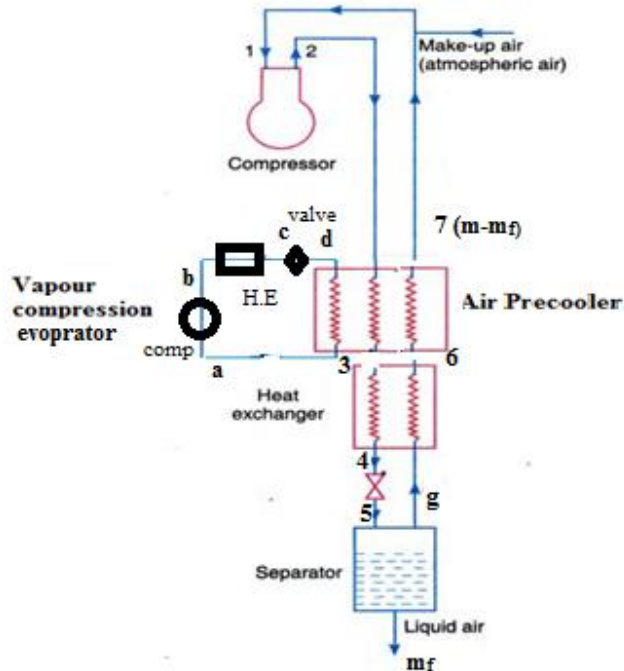 Make-up air
(atmospheric air)
1
2
Compressor
7 (m-mf)
valve
c
d
b
H.E
Vapour
compression
evoprator
Air Precooler
comp
a
3
6
Heat
exchanger
4
5
g
Separator
Liquid air
mf